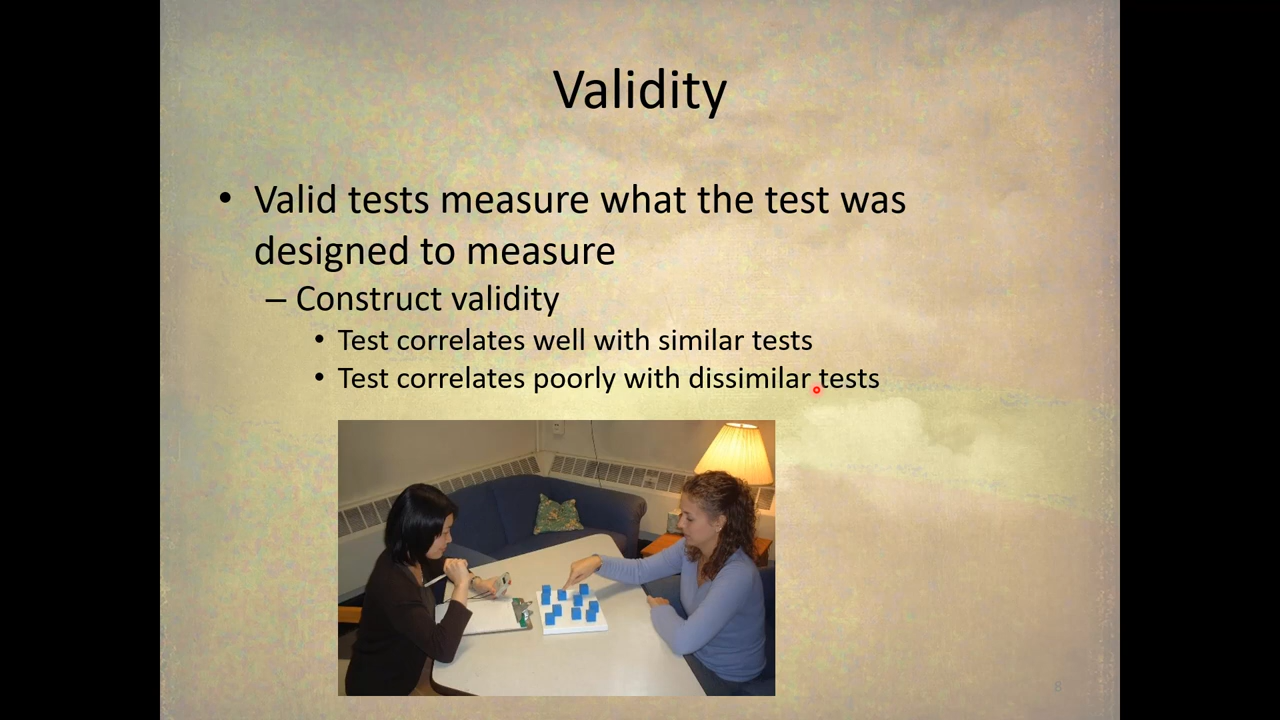 Validity
• Valid tests measure what the test was
designed to measure
– Construct validity
• Test correlates well with similar tests
• Test correlates poorly with dissimilar tests
8